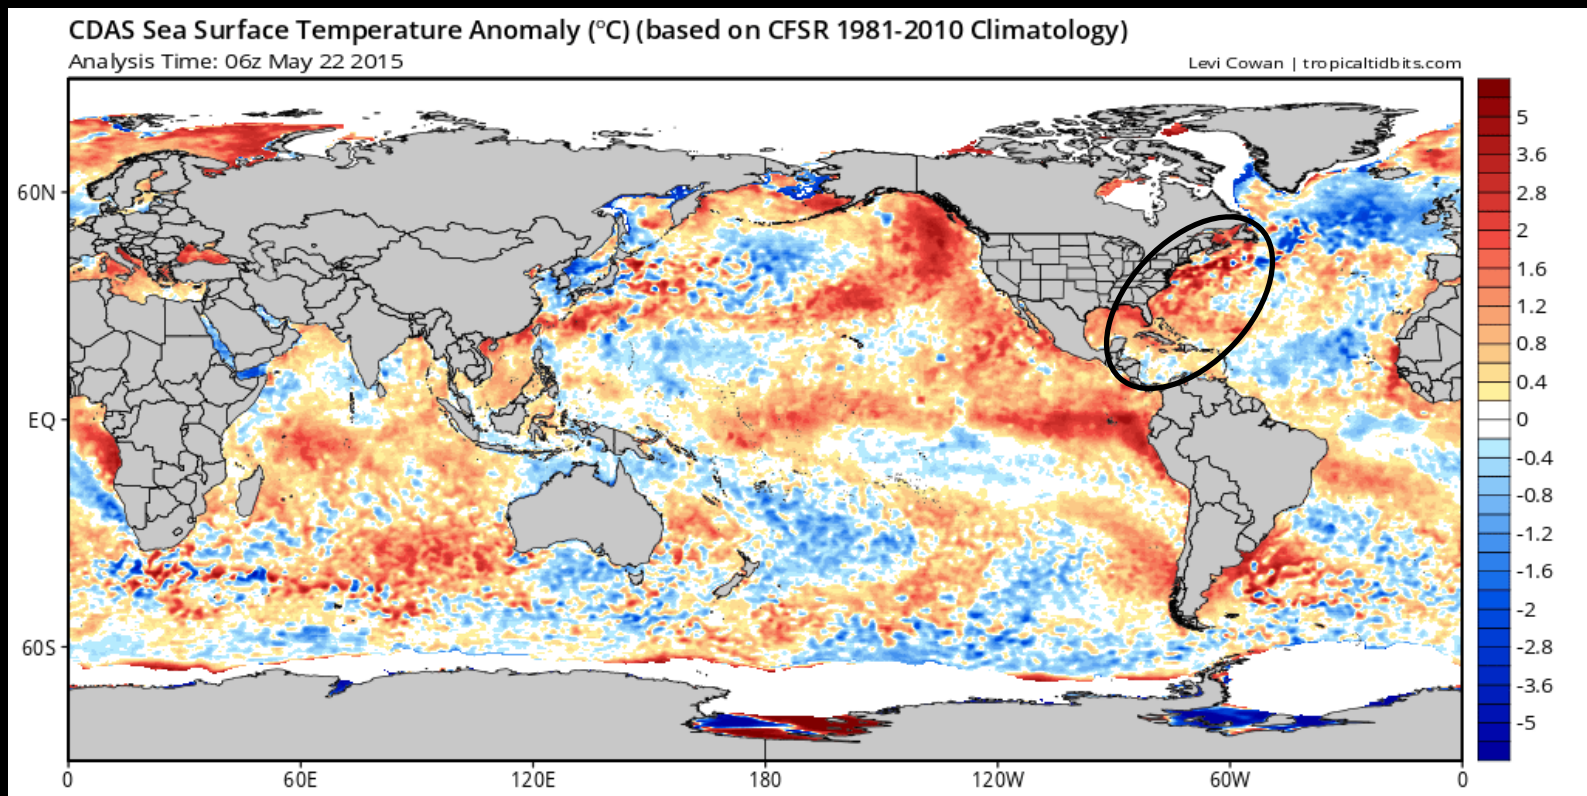 CDAS Sea Surface Temperature Anomaly (°C) (based on CFSR 1981-2010 Climatology)
Analysis Time: 06z May 22 2015
Levi Cowan | tropicaltidbits.com
5
3.6
2.8
2
1.6
1.2
0.8
0.4
0
-0.4
-0.8
-1.2
-1.6
-2
-2.8
-3.6
-5
60N
EQ
60S
0
60E
120E
180
120W
60W
0